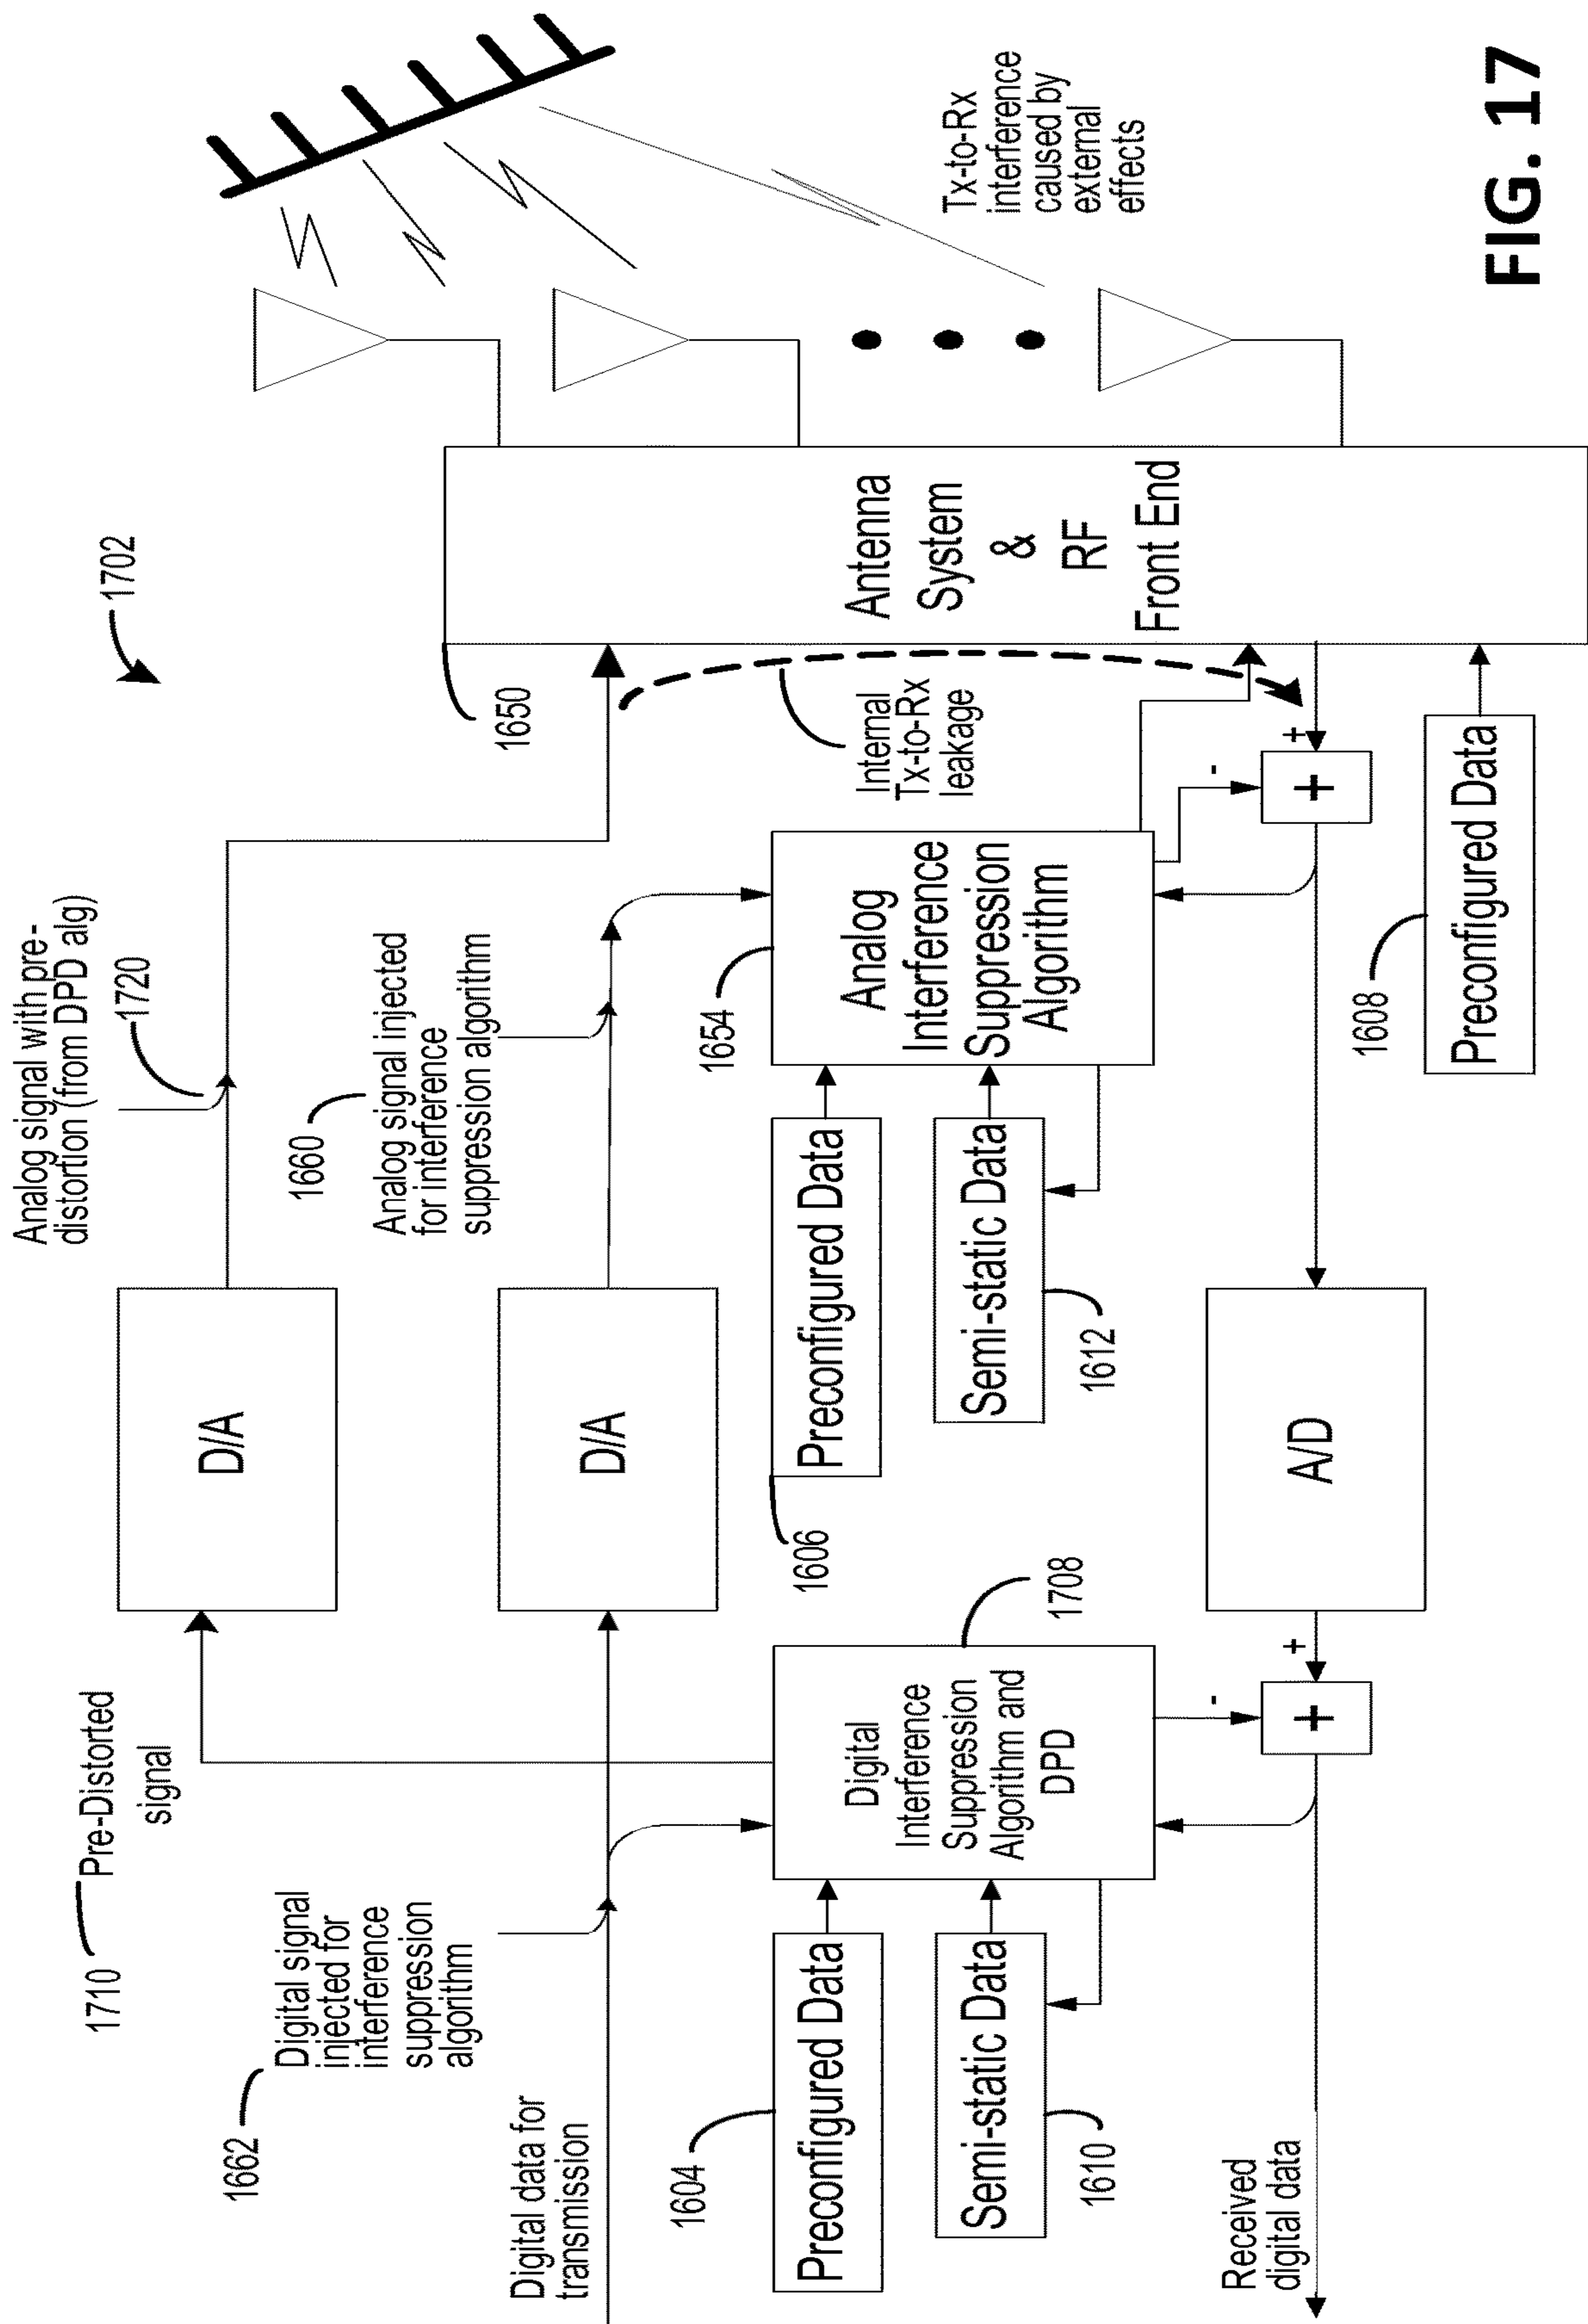 1710
Pre-Distorted
signal
Analog signal with pre-
distortion (from DPD alg)
1720
1702
1662
Digital signal
injected for
interference
suppression
algorithm
D/A
1660
Analog signal injected
for interference
suppression algorithm
1650
Digital data for
transmission
D/A
Internal
Tx-to-Rx
leakage
1604
Preconfigured Data
Digital
Interference
Suppression
Algorithm and
DPD
1708
1606
Preconfigured Data
1654
Analog
Interference
Suppression
Algorithm
Antenna
System
&
RF
Front End
Tx-to-Rx
interference
caused by
external
effects
Semi-static Data
1610
Semi-static Data
1612
-
+
+
-
+
+
Received
digital data
A/D
1608
Preconfigured Data
FIG. 17